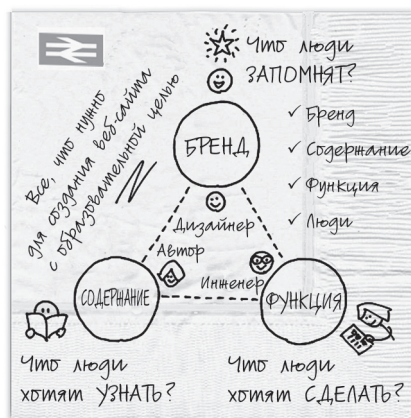 Что люди
ЗАПОМНЯТ?
Все, что нужно
для создания веб-сайта
с образовательной целью
БРЕНД
✓ Бренд
✓ Содержание
✓ Функция
✓ Люди
Дизайнер
Автор
Инженер
СОДЕРЖАНИЕ
ФУНКЦИЯ
Что люди
хотят УЗНАТЬ?
Что люди
хотят СДЕЛАТЬ?